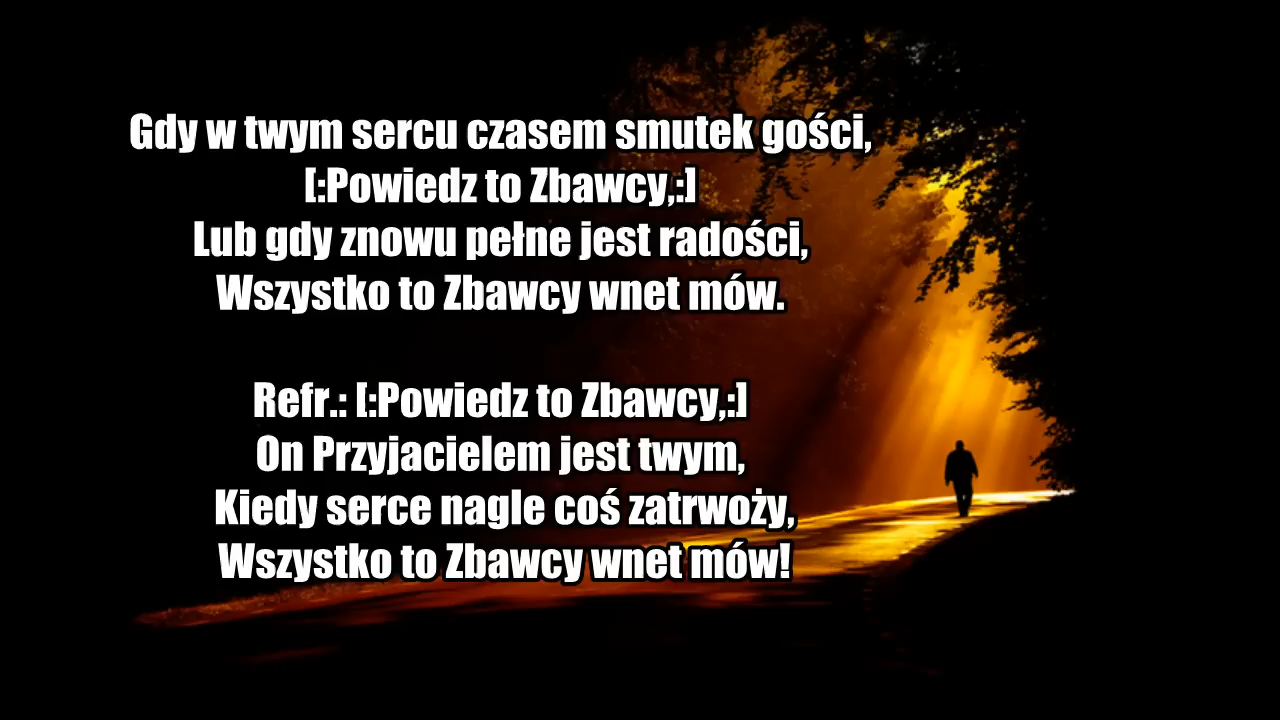 Gdy w twym sercu czasem smutek gości,
[:Powiedz to Zbawcy,:]
Lub gdy znowu pełne jest radości,
Wszystko to Zbawcy wnet mów.
Refr.: [:Powiedz to Zbawcy,:]
On Przyjacielem jest twym,
Kiedy serce nagle coś zatrwoży,
Wszystko to Zbawcy wnet mów!